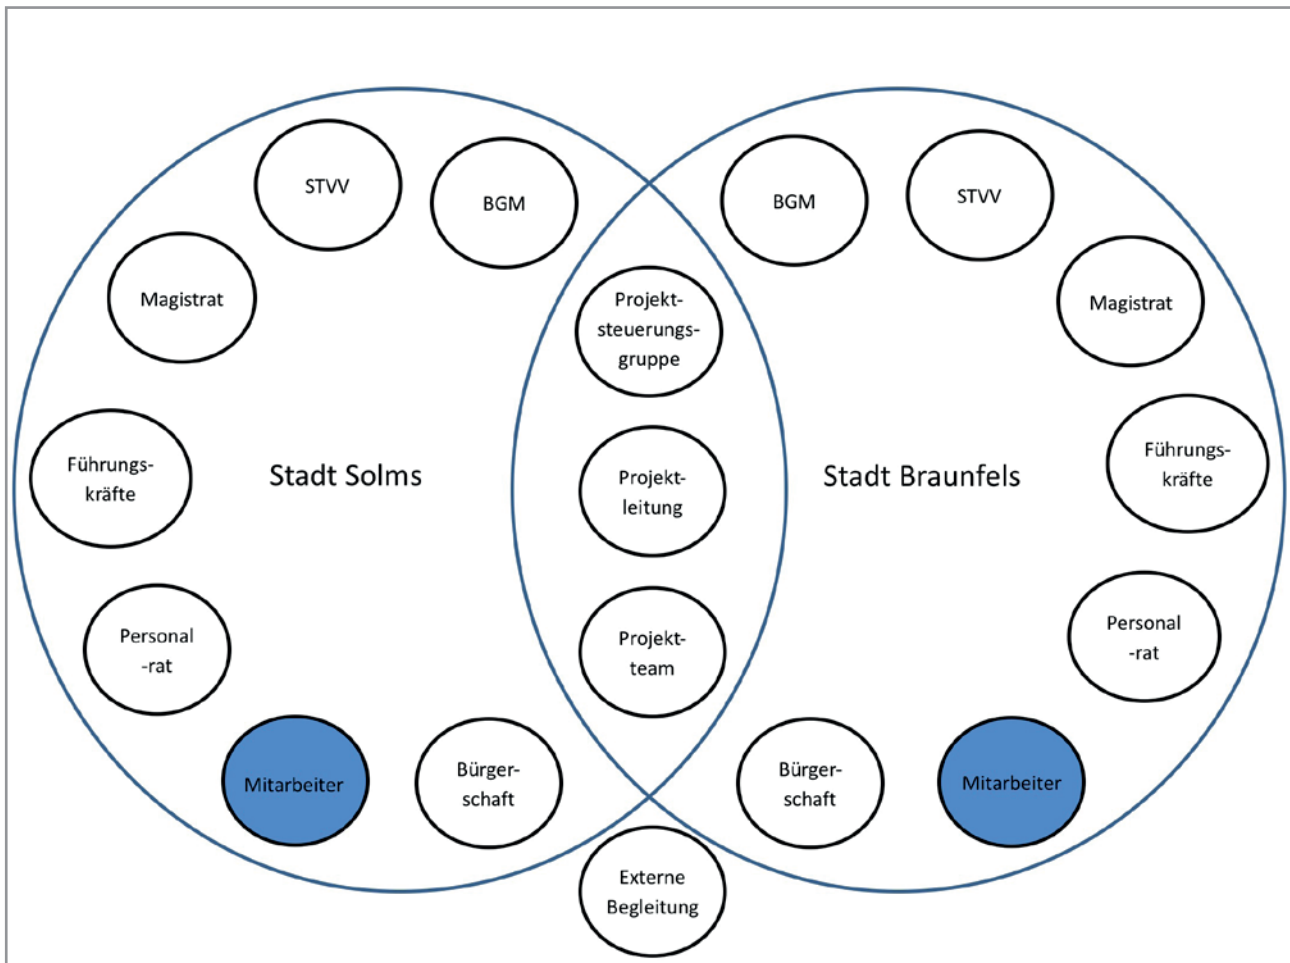 STVV
BGM
Magistrat
Führungs-
kräfte
Personal
-rat
Mitarbeiter
Bürger-
schaft
Stadt Solms
Projekt-
steuerungs-
gruppe
Projekt-
leitung
Projekt-
team
Externe
Begleitung
Stadt Braunfels
BGM
STVV
Magistrat
Führungs-
kräfte
Personal
-rat
Mitarbeiter
Bürger-
schaft